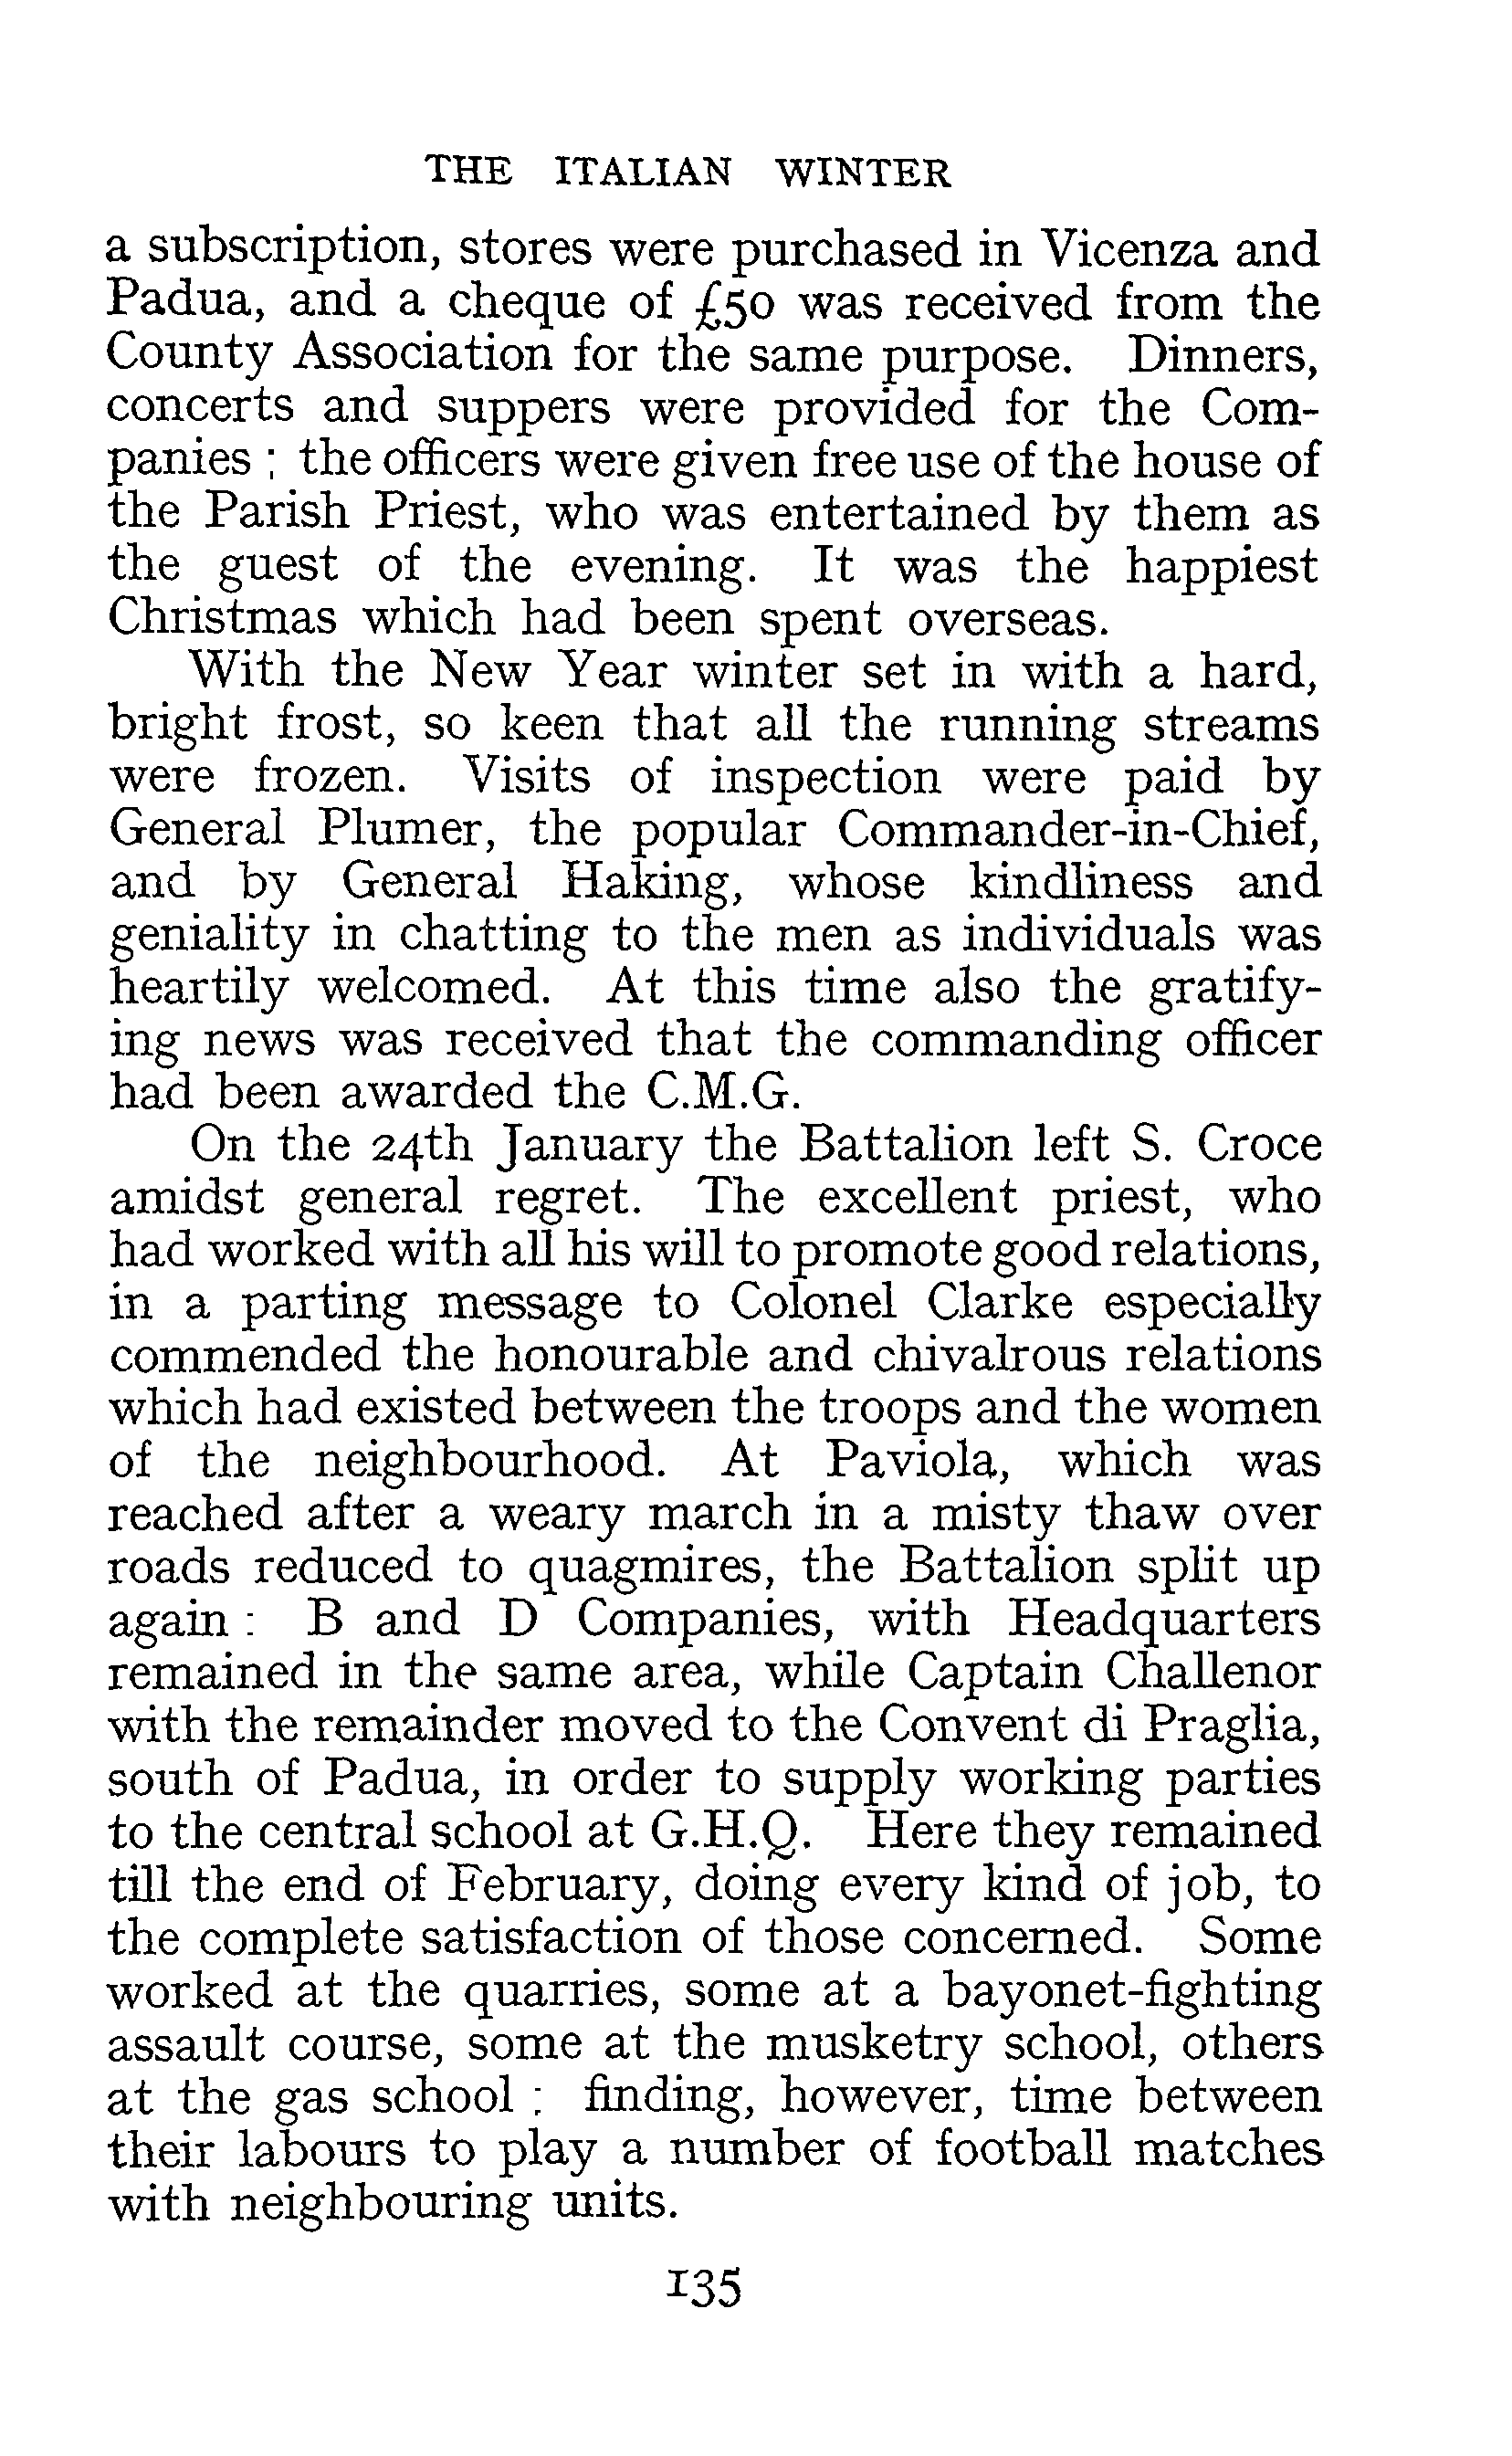 THE ITALIAN WINTER
a subscription, stores were purchased in Vicenza and
Padua, and a cheque of £50 was received from the
County Association for the same purpose. Dinners,
concerts and suppers were provided for the Com-
panies ; the officers were given free use of the house of
the Parish Priest, who was entertained by them as
the guest of the evening. It was the happiest
Christmas which had been spent overseas.
With the New Year winter set in with a hard,
bright frost, so keen that all the running streams
were frozen. Visits of inspection were paid by
General Plumer, the popular Commander-in-Chief,
and by General Haking, whose kindliness and
geniality in chatting to the men as individuals was
heartily welcomed. At this time also the gratify-
ing news was received that the commanding officer
had been awarded the C.M.G.
On the 24th January the Battalion left S. Croce
amidst general regret. The excellent priest, who
had worked with all his will to promote good relations,
in a parting message to Colonel Clarke especially
commended the honourable and chivalrous relations
which had existed between the troops and the women
of the neighbourhood. At Paviola, which was
reached after a weary march in a misty thaw over
roads reduced to quagmires, the Battalion split up
again : B and D Companies, with Headquarters
remained in the same area, while Captain Challenor
with the remainder moved to the Convent di Praglia,
south of Padua, in order to supply working parties
to the central school at G.H.Q. Here they remained
till the end of February, doing every kind of job, to
the complete satisfaction of those concerned. Some
worked at the quarries, some at a bayonet-fighting
assault course, some at the musketry school, others
at the gas school ; finding, however, time between
their labours to play a number of football matches
with neighbouring units.
135